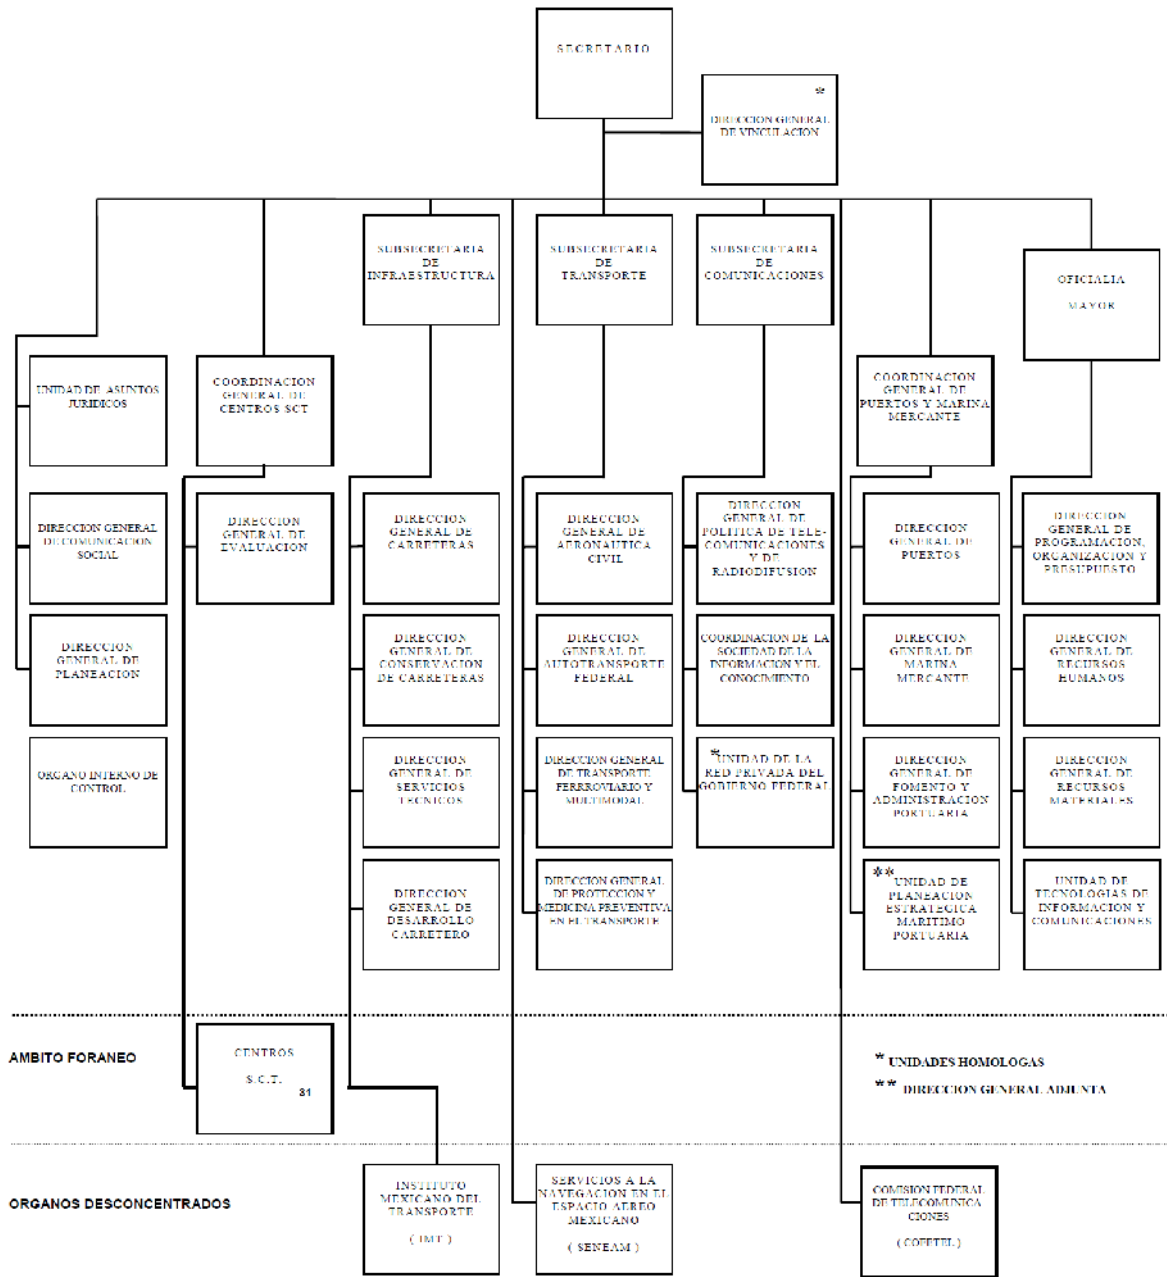 SECRETARIO
*
DIRECCION GENERAL
DE VINCULACION
SUBSECRETARIA
DE
INFRAESTRUCTURA
SUBSECRETARIA
DE
TRANSPORTE
SUBSECRETARIA
DE
COMUNICACIONES
OFICIALIA
MAYOR
UNIDAD DE ASUNTOS
JURIDICOS
COORDINACION
GENERAL DE
CENTROS SCT
COORDINACION
GENERAL DE
PUERTOS Y MARINA
MERCANTE
DIRECCION GENERAL
DE COMUNICACION
SOCIAL
DIRECCION
GENERAL DE
EVALUACION
DIRECCION
GENERAL DE
CARRETERAS
DIRECCION
GENERAL DE
AERONAUTICA
CIVIL
DIRECCION
GENERAL DE
POLITICA DE TELE-
COMUNICACIONES
Y DE
RADIODIFUSION
DIRECCION
GENERAL DE
PUERTOS
DIRECCION
GENERAL DE
PROGRAMACION,
ORGANIZACION Y
PRESUPUESTO
DIRECCION
GENERAL DE
PLANEACION
DIRECCION
GENERAL DE
CONSERVACION
DE CARRETERAS
DIRECCION
GENERAL DE
AUTOTRANSPORTE
FEDERAL
COORDINACION DE LA
SOCIEDAD DE LA
INFORMACION Y EL
CONOCIMIENTO
DIRECCION
GENERAL DE
MARINA
MERCANTE
DIRECCION
GENERAL DE
RECURSOS
HUMANOS
ORGANO INTERNO DE
CONTROL
DIRECCION
GENERAL DE
SERVICIOS
TECNICOS
DIRECCION GENERAL
DE TRANSPORTE
FERRROVIARIO Y
MULTIMODAL
*UNIDAD DE LA
RED PRIVADA DEL
GOBIERNO FEDERAL
DIRECCION
GENERAL DE
FOMENTO Y
ADMINISTRACION
PORTUARIA
DIRECCION
GENERAL DE
RECURSOS
MATERIALES
DIRECCION
GENERAL DE
DESARROLLO
CARRETERO
DIRECCION GENERAL
DE PROTECCION Y
MEDICINA PREVENTIVA
EN EL TRANSPORTE
**UNIDAD DE
PLANEACION
ESTRATEGICA
MARITIMO
PORTUARIA
UNIDAD DE
TECNOLOGIAS DE
INFORMACION Y
COMUNICACIONES
AMBITO FORANEO
CENTROS
S.C.T.
31
* UNIDADES HOMOLOGAS
** DIRECCION GENERAL ADJUNTA
ORGANOS DESCONCENTRADOS
INSTITUTO
MEXICANO DEL
TRANSPORTE
( IMT )
SERVICIOS A LA
NAVEGACION EN EL
ESPACIO AEREO
MEXICANO
( SENEAM )
COMISION FEDERAL
DE TELECOMUNICA
CIONES
( COFETEL )